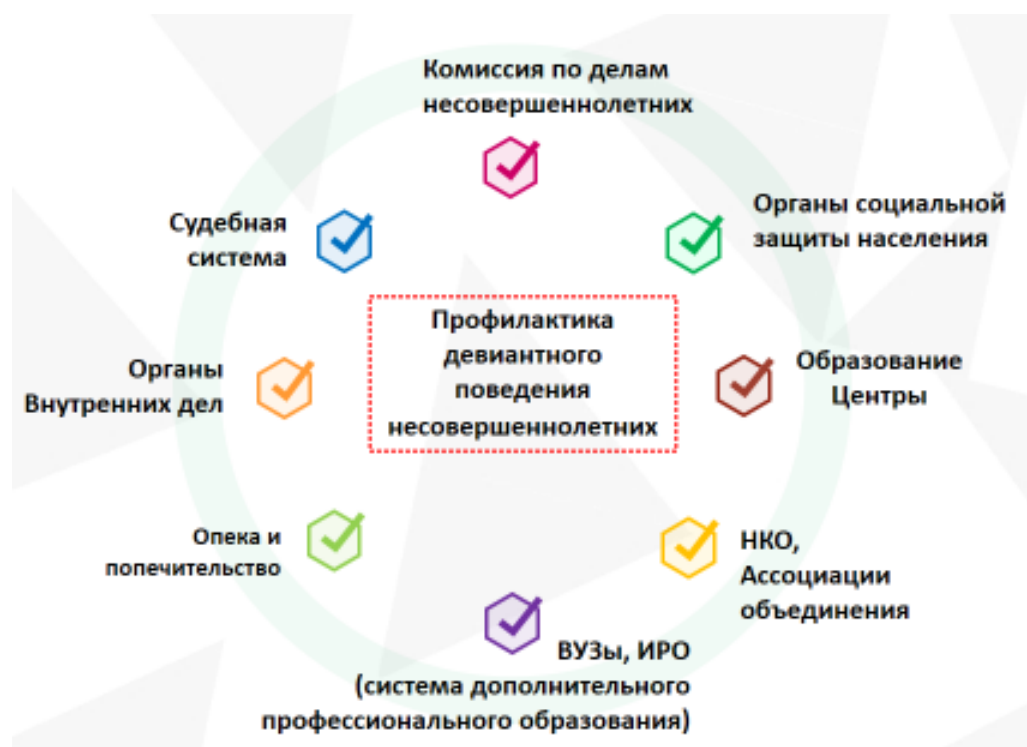 Комиссия по делам
несовершеннолетних
Судебная
система
Органы социальной
защиты населения
Профилактика
девиантного
поведения
несовершеннолетних
Органы
Внутренних дел
Образование
Центры
Опека и
попечительство
НКО,
Ассоциации
объединения
ВУЗы, ИРО
(система дополнительного
профессионального образования)